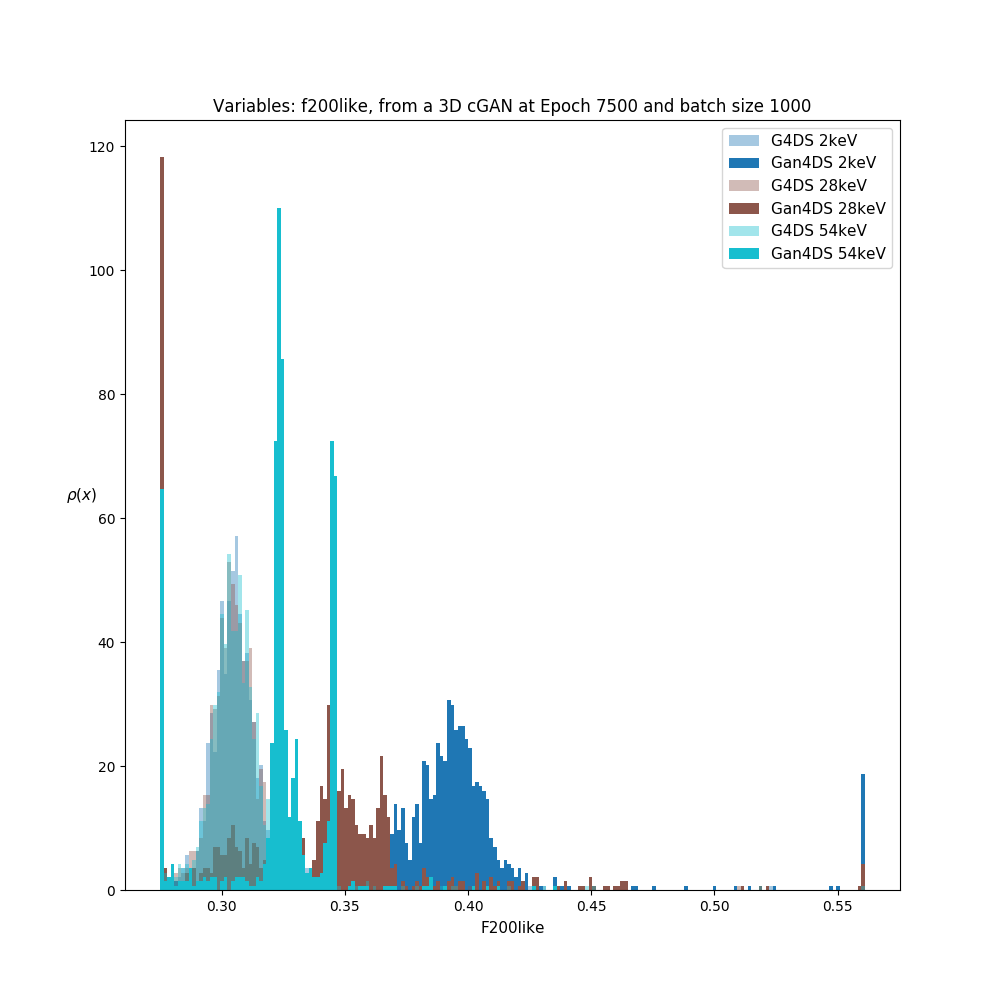 Variables: f200like, from a 3D cGAN at Epoch 7500 and batch size 1000
G4DS 2keV
Gan4DS 2keV
G4DS 28keV
Gan4DS 28keV
G4DS 54keV
Gan4DS 54keV
120
100
80
60
40
20
0
ρ(x)
0.30 0.35 0.40 0.45 0.50 0.55
F200like